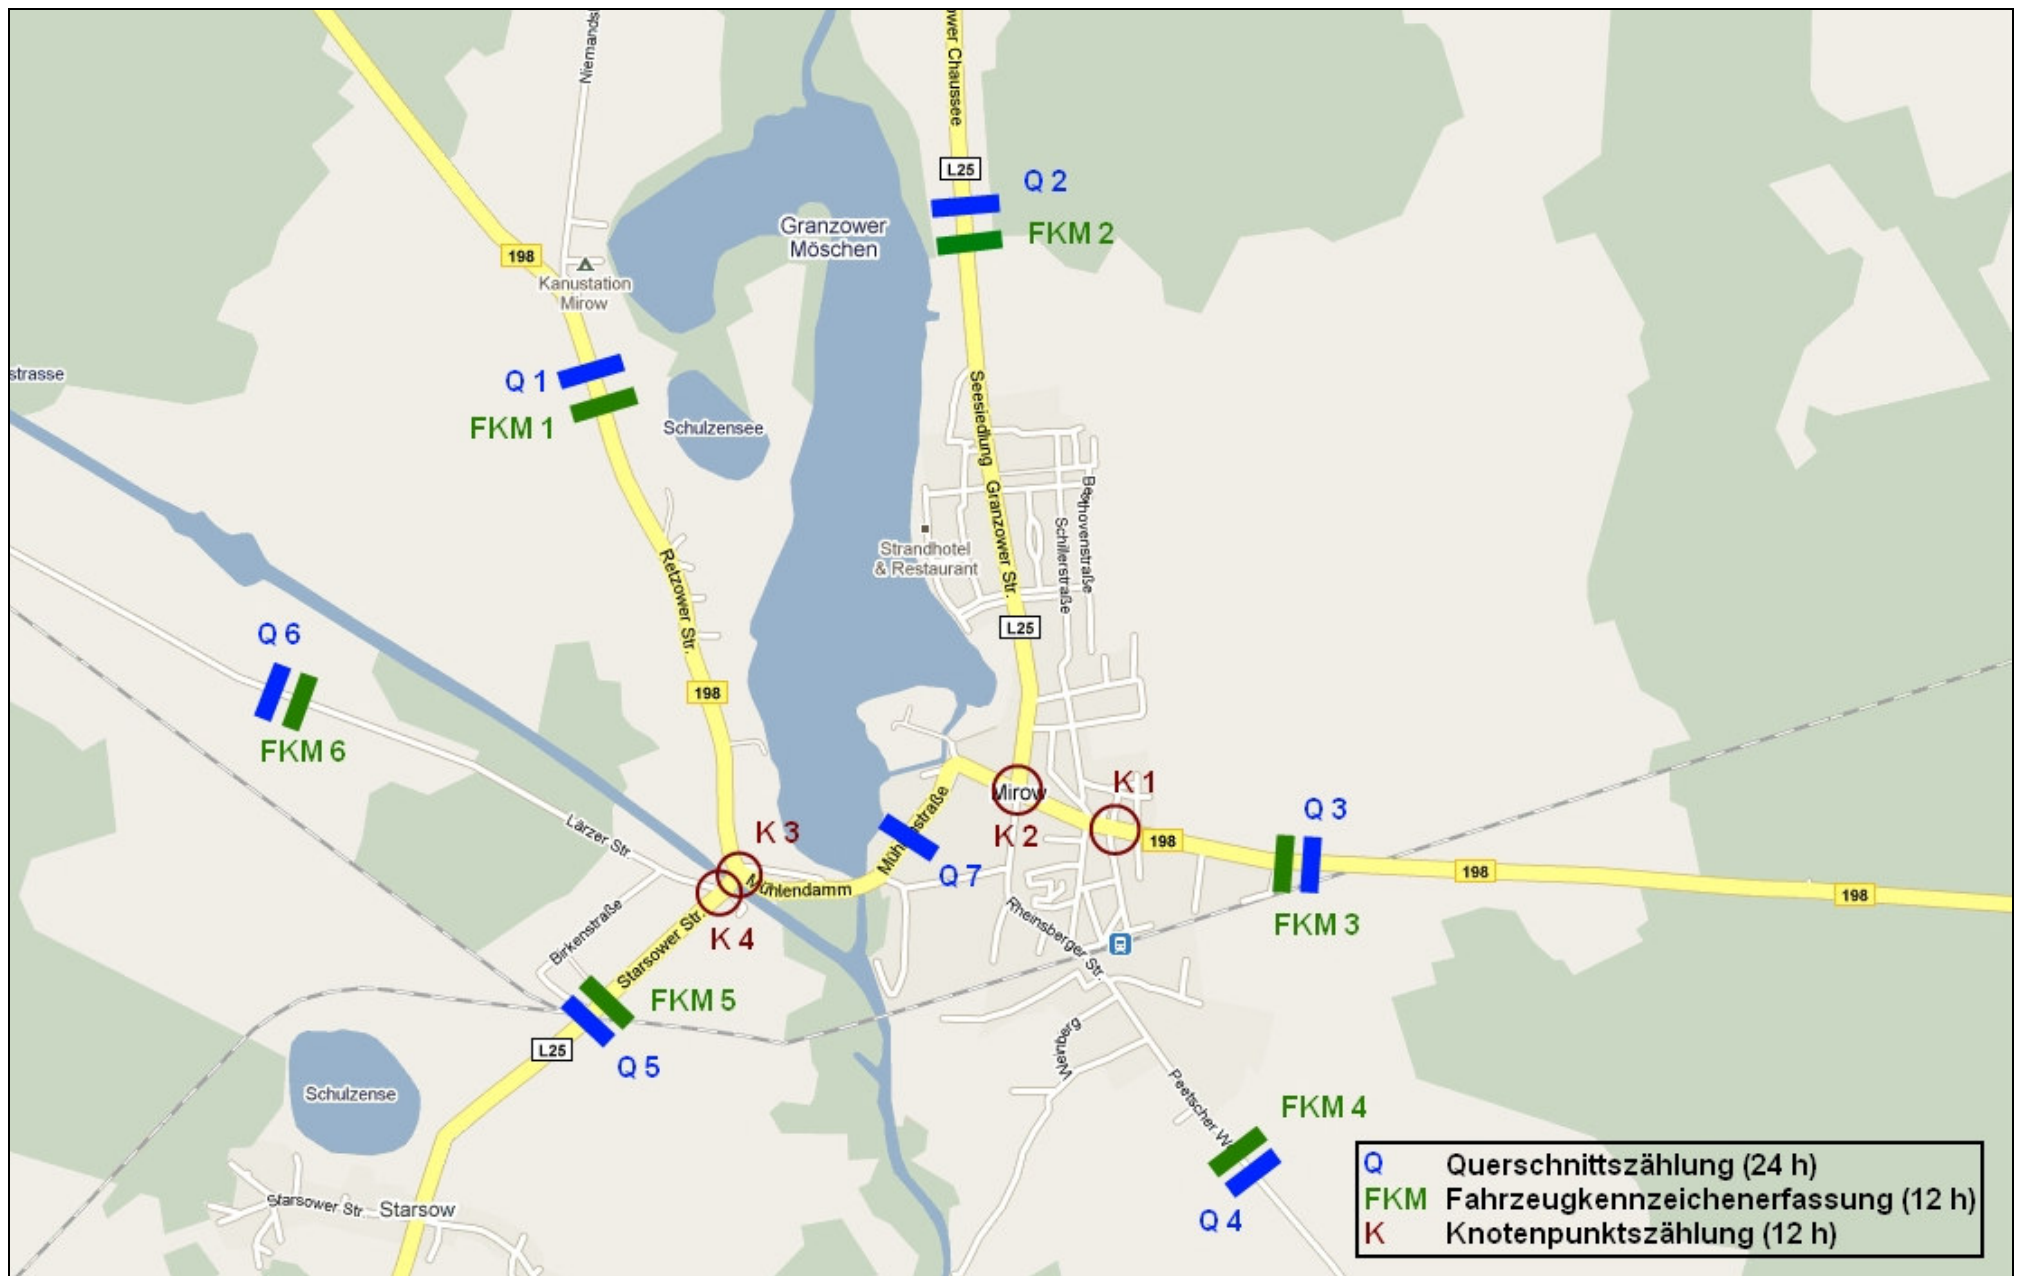 Niemands
ower Chaussee
L25
Q 2
FKM 2
Granzower
Möschen
198
Kanustation
Mirow
strasse
Q 1
FKM 1
Schulzensee
Seesiedlung
Granzower Str.
Beethovenstraße
Schillerstraße
Strandhotel
& Restaurant
Retzower Str.
L25
Q 6
FKM 6
198
Mirow
K 1
K 2
Q 3
198
198
198
FKM 3
Lärzer Str.
K 3
Mühlenstraße
Q 7
Mühlendamm
K 4
Birkenstraße
Starsower Str.
Rheinsberger Str.
FKM 5
Q 5
L25
Weinberg
Peetscher W
Schulzense
FKM 4
Q 4
Starsower Str.
Starsow
Q Querschnittszählung (24 h)
FKM Fahrzeugkennzeichenerfassung (12 h)
K Knotenpunktszählung (12 h)